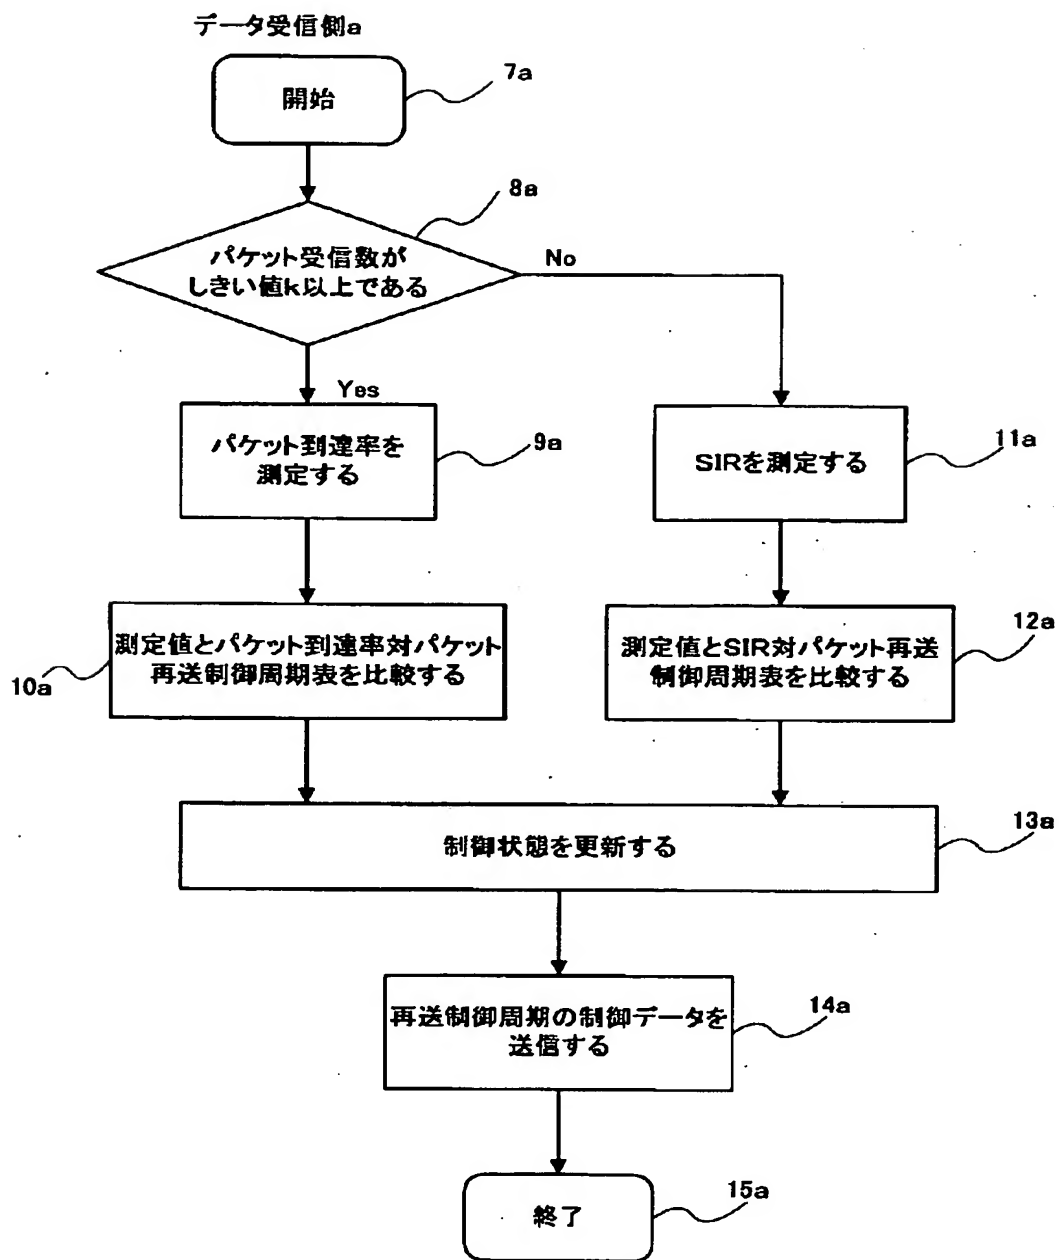 データ受信側a
開始
7a
8a
パケット受信数が
しきい値k以上である
No
Yes
パケット到達率を
測定する
9a
SIRを測定する
11a
測定値とパケット到達率対パケット
再送制御周期表を比較する
10a
測定値とSIR対パケット再送
制御周期表を比較する
12a
制御状態を更新する
13a
再送制御周期の制御データを
送信する
14a
終了
15a